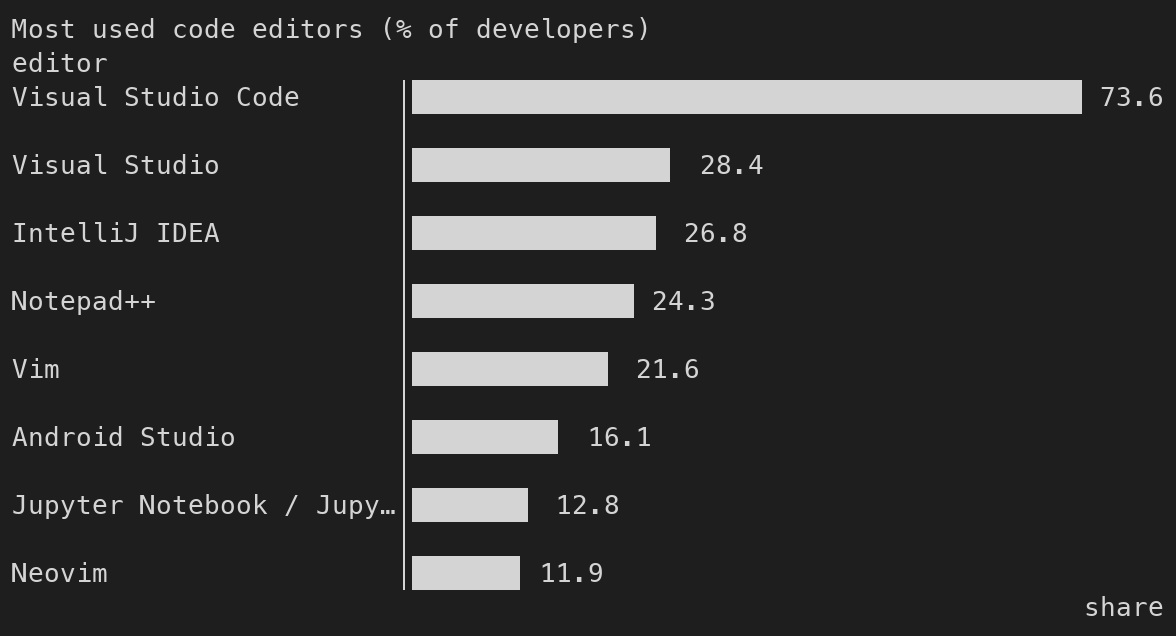 Most used code editors (% of developers)
editor
Visual Studio Code 73.6
Visual Studio 28.4
IntelliJ IDEA 26.8
Notepad++ 24.3
Vim 21.6
Android Studio 16.1
Jupyter Notebook / Jupy… 12.8
Neovim 11.9
share